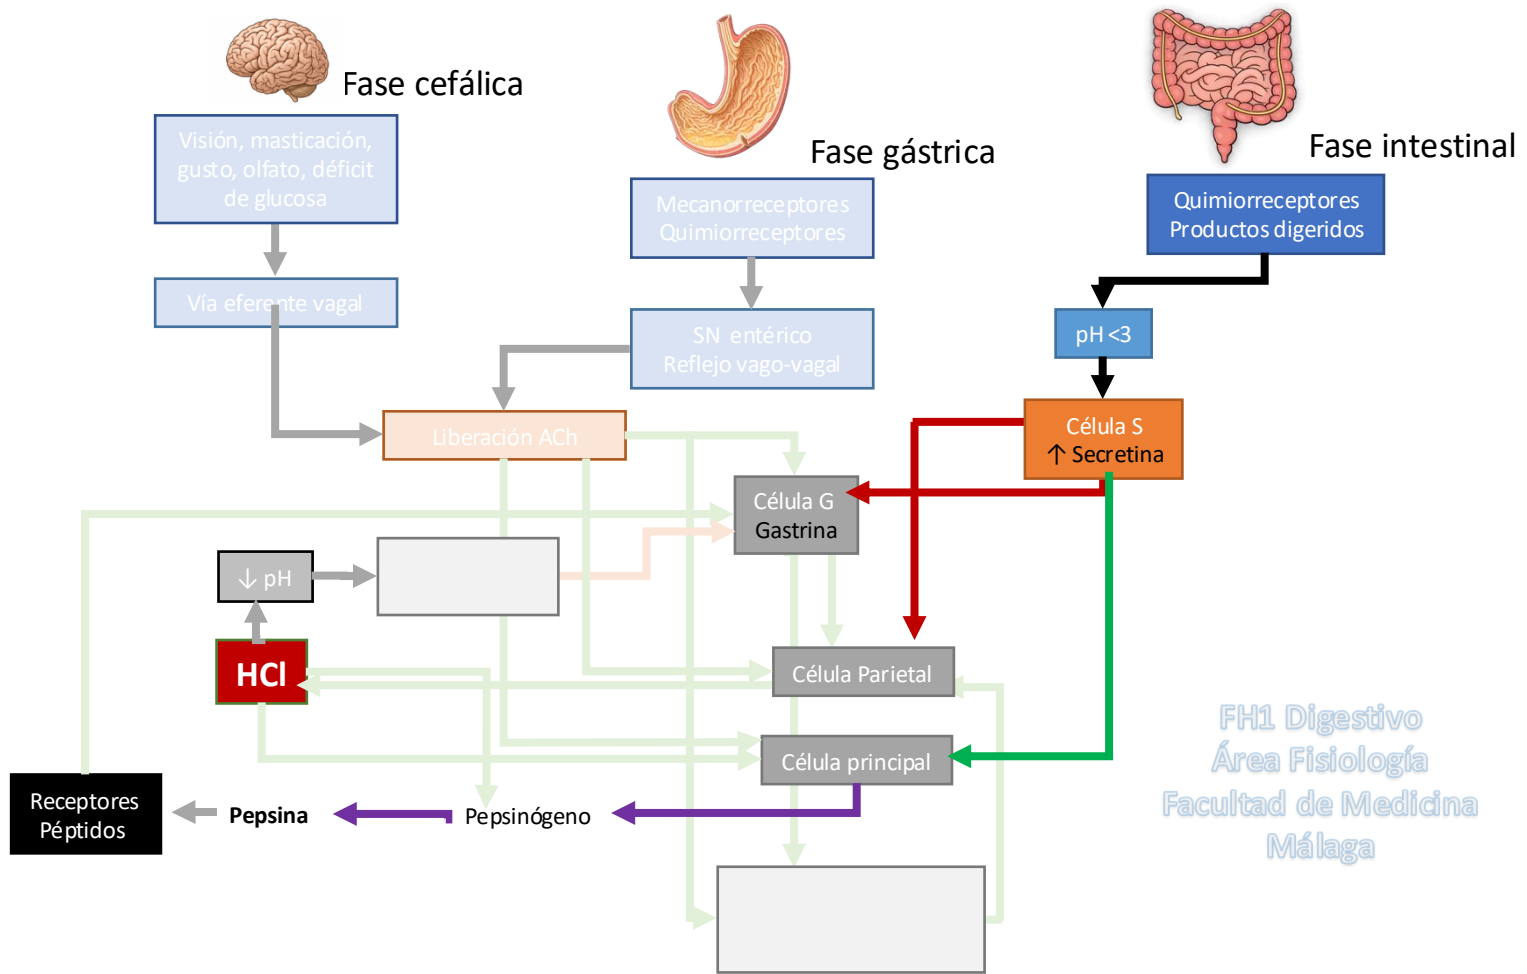 Fase cefálica
Visión, masticación,
gusto, olfato, déficit
de glucosa
Vía eferente vagal
Fase gástrica
Mecanorreceptores
Quimiorreceptores
SN entérico
Reflejo vago-vagal
Fase intestinal
Quimiorreceptores
Productos digeridos
pH <3
Célula S
↑ Secretina
Liberación ACh
Célula G
Gastrina
↓ pH
HCl
Célula Parietal
Célula principal
Receptores
Péptidos
Pepsina
Pepsinógeno
FH1 Digestivo
Área Fisiología
Facultad de Medicina
Málaga